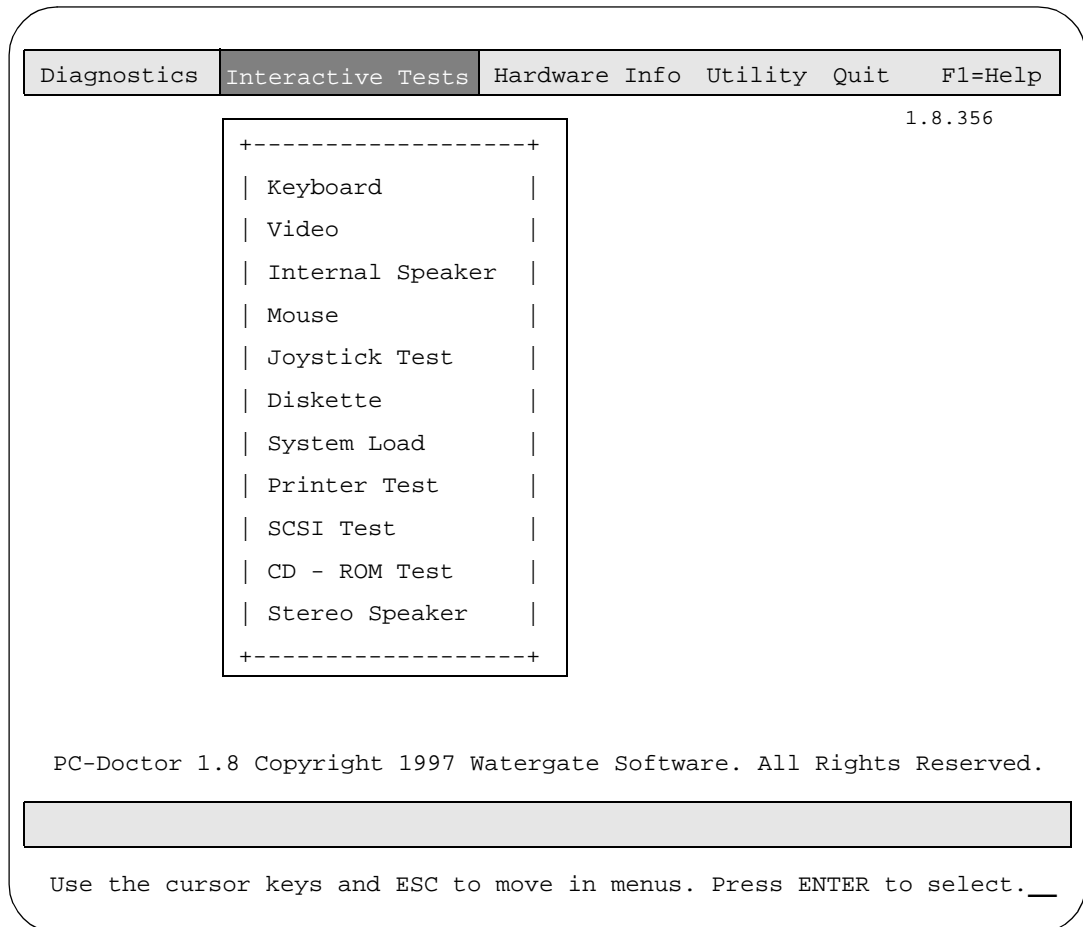 Diagnostics Interactive Tests Hardware Info Utility Quit F1=Help
1.8.356
+-------------------+
| Keyboard |
| Video |
| Internal Speaker |
| Mouse |
| Joystick Test |
| Diskette |
| System Load |
| Printer Test |
| SCSI Test |
| CD - ROM Test |
| Stereo Speaker |
+-------------------+
PC-Doctor 1.8 Copyright 1997 Watergate Software. All Rights Reserved.
Use the cursor keys and ESC to move in menus. Press ENTER to select.__